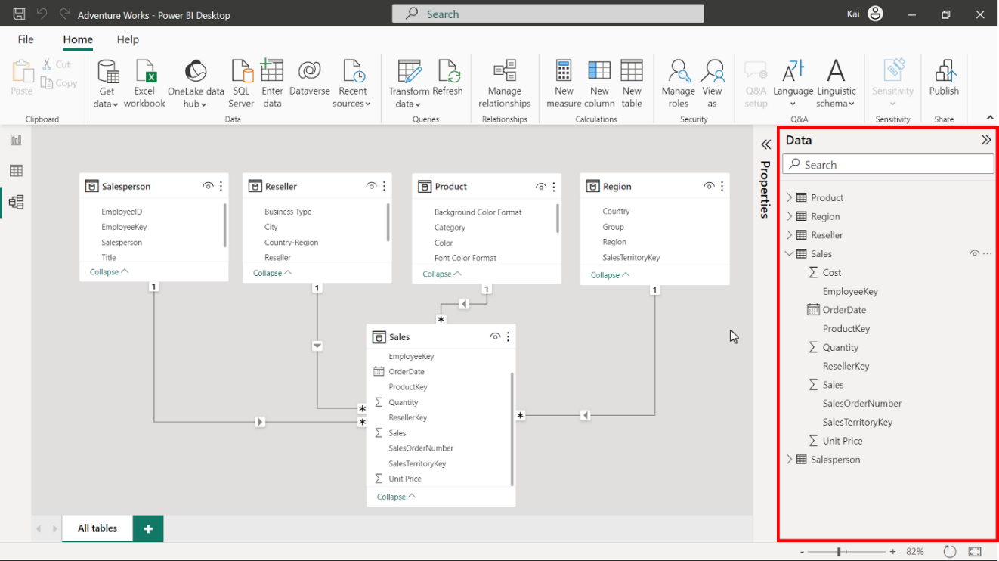 Adventure Works - Power BI Desktop
Search
Kai
File
Home
Help
Paste
Cut
Copy
Clipboard
Get data
Excel workbook
OneLake data hub
SQL Server
Enter data
Dataverse
Recent sources
Data
Transform data
Refresh
Queries
Manage relationships
Relationships
New measure
New column
New table
Calculations
Manage roles
View as
Security
Q&A setup
Language
Linguistic schema
Q&A
Sensitivity
Sensitivity
Publish
Share
Salesperson
EmployeeID
EmployeeKey
Salesperson
Title
Collapse
1
Reseller
Business Type
City
Country-Region
Reseller
Collapse
1
Product
Background Color Format
Category
Color
Font Color Format
Collapse
1
*
Region
Country
Group
Region
SalesTerritoryKey
Collapse
1
Sales
EmployeeKey
OrderDate
ProductKey
Quantity
ResellerKey
Sales
SalesOrderNumber
SalesTerritoryKey
Unit Price
Collapse
*
*
*
Properties
Data
Search
Product
Region
Reseller
Sales
Cost
EmployeeKey
OrderDate
ProductKey
Quantity
ResellerKey
Sales
SalesOrderNumber
SalesTerritoryKey
Unit Price
Salesperson
All tables
+
- + 82%